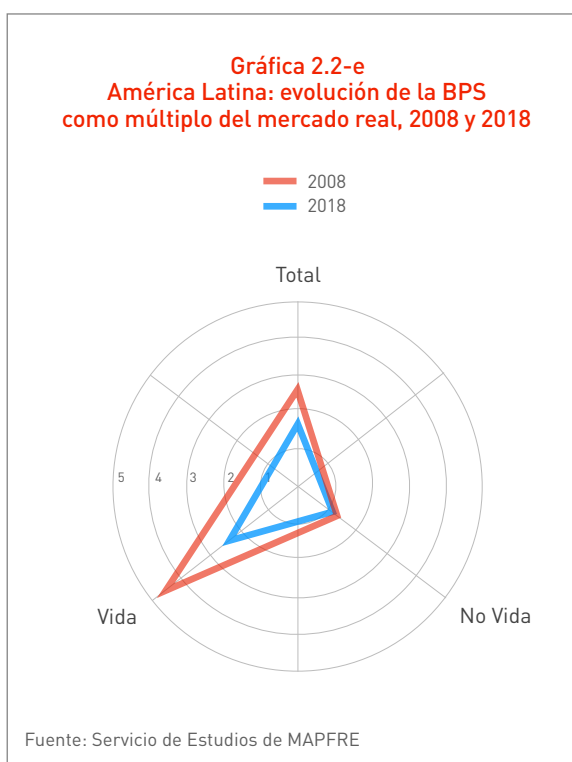 Gráfica 2.2-e
América Latina: evolución de la BPS
como múltiplo del mercado real, 2008 y 2018
2008
2018
Total
5 4 3 2 1
Vida
No Vida
Fuente: Servicio de Estudios de MAPFRE